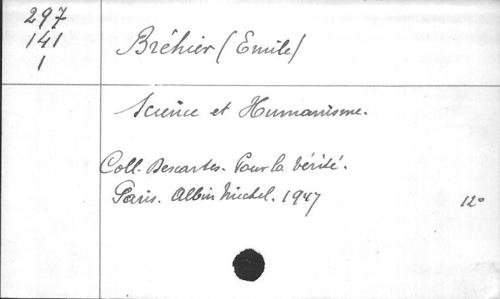 297
141
1
Bréhier (Emile)
Science et Humanisme.
Coll. Descartes. Pour la Vérité.
Paris. Albin Michel. 1947
12°